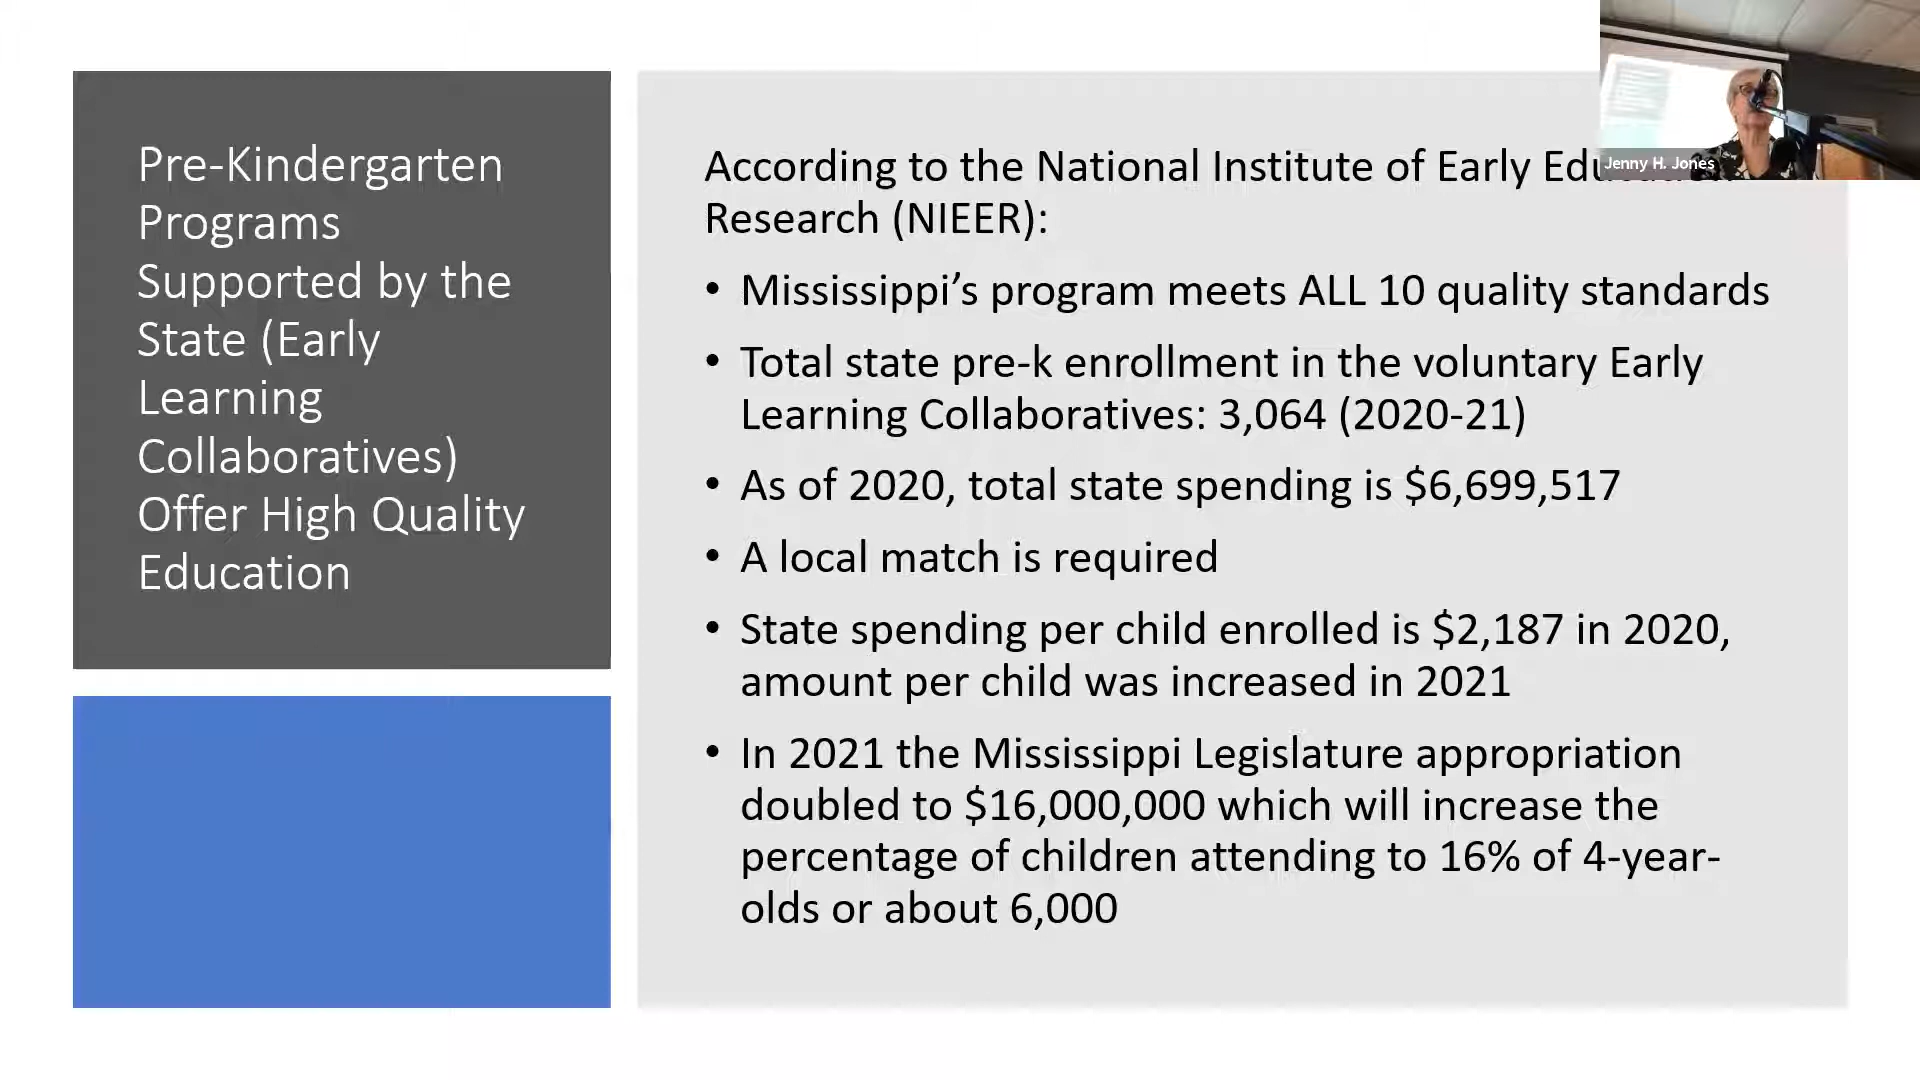 Pre-Kindergarten
Programs
Supported by the
State (Early
Learning
Collaboratives)
Offer High Quality
Education
According to the National Institute of Early
Research (NIEER):
• Mississippi’s program meets ALL 10 quality standards
• Total state pre-k enrollment in the voluntary Early
Learning Collaboratives: 3,064 (2020-21)
• As of 2020, total state spending is $6,699,517
• A local match is required
• State spending per child enrolled is $2,187 in 2020,
amount per child was increased in 2021
• In 2021 the Mississippi Legislature appropriation
doubled to $16,000,000 which will increase the
percentage of children attending to 16% of 4-year-
olds or about 6,000
Jenny H. Jones